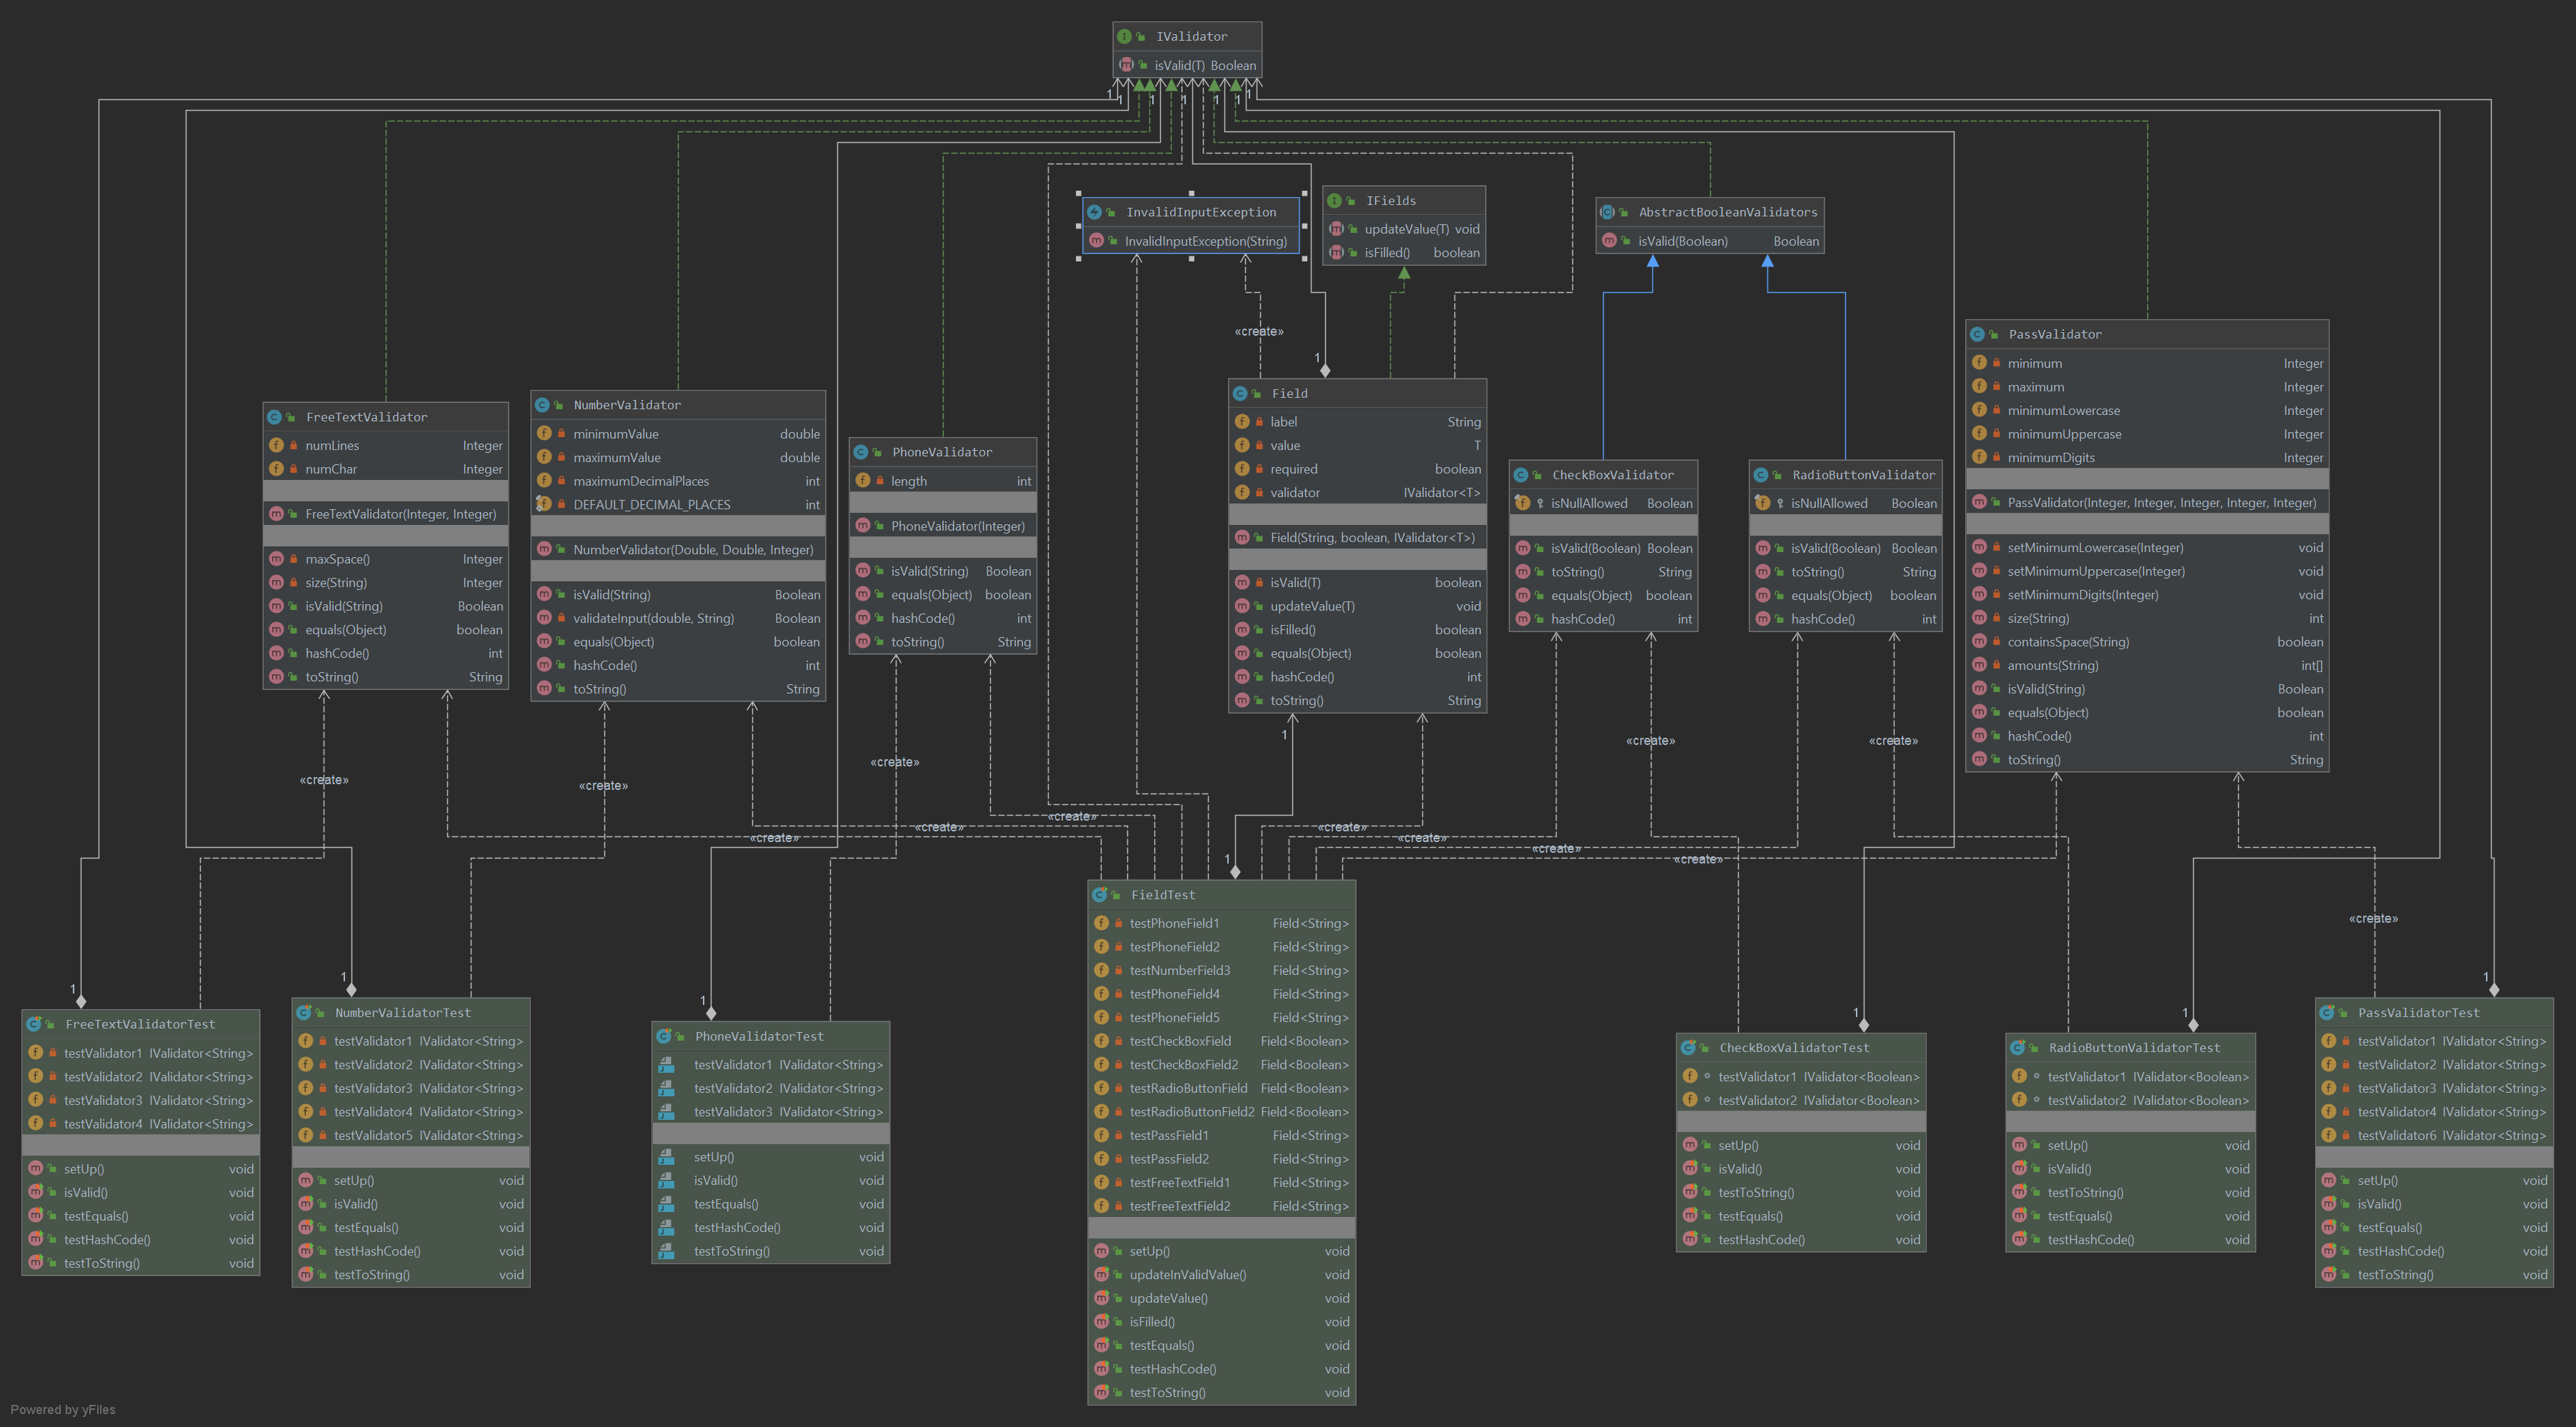 IValidator
isValid(T) Boolean
1
1
1
1
1
1
1
InvalidInputException
InvalidInputException(String)
IFields
updateValue(T) void
isFilled() boolean
AbstractBooleanValidators
isValid(Boolean) Boolean
«create»
1
FreeTextValidator
numLines Integer
numChar Integer
FreeTextValidator(Integer, Integer)
maxSpace() Integer
size(String) Integer
isValid(String) Boolean
equals(Object) boolean
hashCode() int
toString() String
NumberValidator
minimumValue double
maximumValue double
maximumDecimalPlaces int
DEFAULT_DECIMAL_PLACES int
NumberValidator(Double, Double, Integer)
isValid(String) Boolean
validateInput(double, String) Boolean
equals(Object) boolean
hashCode() int
toString() String
PhoneValidator
length int
PhoneValidator(Integer)
isValid(String) Boolean
equals(Object) boolean
hashCode() int
toString() String
Field
label String
value T
required boolean
validator IValidator<T>
Field(String, boolean, IValidator<T>)
isValid(T) boolean
updateValue(T) void
isFilled() boolean
equals(Object) boolean
hashCode() int
toString() String
CheckBoxValidator
isNullAllowed Boolean
isValid(Boolean) Boolean
toString() String
equals(Object) boolean
hashCode() int
RadioButtonValidator
isNullAllowed Boolean
isValid(Boolean) Boolean
toString() String
equals(Object) boolean
hashCode() int
PassValidator
minimum Integer
maximum Integer
minimumLowercase Integer
minimumUppercase Integer
minimumDigits Integer
PassValidator(Integer, Integer, Integer, Integer, Integer)
setMinimumLowercase(Integer) void
setMinimumUppercase(Integer) void
setMinimumDigits(Integer) void
size(String) int
containsSpace(String) boolean
amounts(String) int[]
isValid(String) Boolean
equals(Object) boolean
hashCode() int
toString() String
1
«create»
«create»
«create»
«create»
«create»
«create»
«create»
«create»
«create»
«create»
«create»
«create»
1
«create»
1
1
1
1
1
1
FreeTextValidatorTest
testValidator1 IValidator<String>
testValidator2 IValidator<String>
testValidator3 IValidator<String>
testValidator4 IValidator<String>
setUp() void
isValid() void
testEquals() void
testHashCode() void
testToString() void
NumberValidatorTest
testValidator1 IValidator<String>
testValidator2 IValidator<String>
testValidator3 IValidator<String>
testValidator4 IValidator<String>
testValidator5 IValidator<String>
setUp() void
isValid() void
testEquals() void
testHashCode() void
testToString() void
PhoneValidatorTest
testValidator1 IValidator<String>
testValidator2 IValidator<String>
testValidator3 IValidator<String>
setUp() void
isValid() void
testEquals() void
testHashCode() void
testToString() void
FieldTest
testPhoneField1 Field<String>
testPhoneField2 Field<String>
testNumberField3 Field<String>
testPhoneField4 Field<String>
testPhoneField5 Field<String>
testCheckBoxField Field<Boolean>
testCheckBoxField2 Field<Boolean>
testRadioButtonField Field<Boolean>
testRadioButtonField2 Field<Boolean>
testPassField1 Field<String>
testPassField2 Field<String>
testFreeTextField1 Field<String>
testFreeTextField2 Field<String>
setUp() void
updateInValidValue() void
updateValue() void
isFilled() void
testEquals() void
testHashCode() void
testToString() void
CheckBoxValidatorTest
testValidator1 IValidator<Boolean>
testValidator2 IValidator<Boolean>
setUp() void
isValid() void
testToString() void
testEquals() void
testHashCode() void
RadioButtonValidatorTest
testValidator1 IValidator<Boolean>
testValidator2 IValidator<Boolean>
setUp() void
isValid() void
testToString() void
testEquals() void
testHashCode() void
PassValidatorTest
testValidator1 IValidator<String>
testValidator2 IValidator<String>
testValidator3 IValidator<String>
testValidator4 IValidator<String>
testValidator6 IValidator<String>
setUp() void
isValid() void
testEquals() void
testHashCode() void
testToString() void
Powered by yFiles